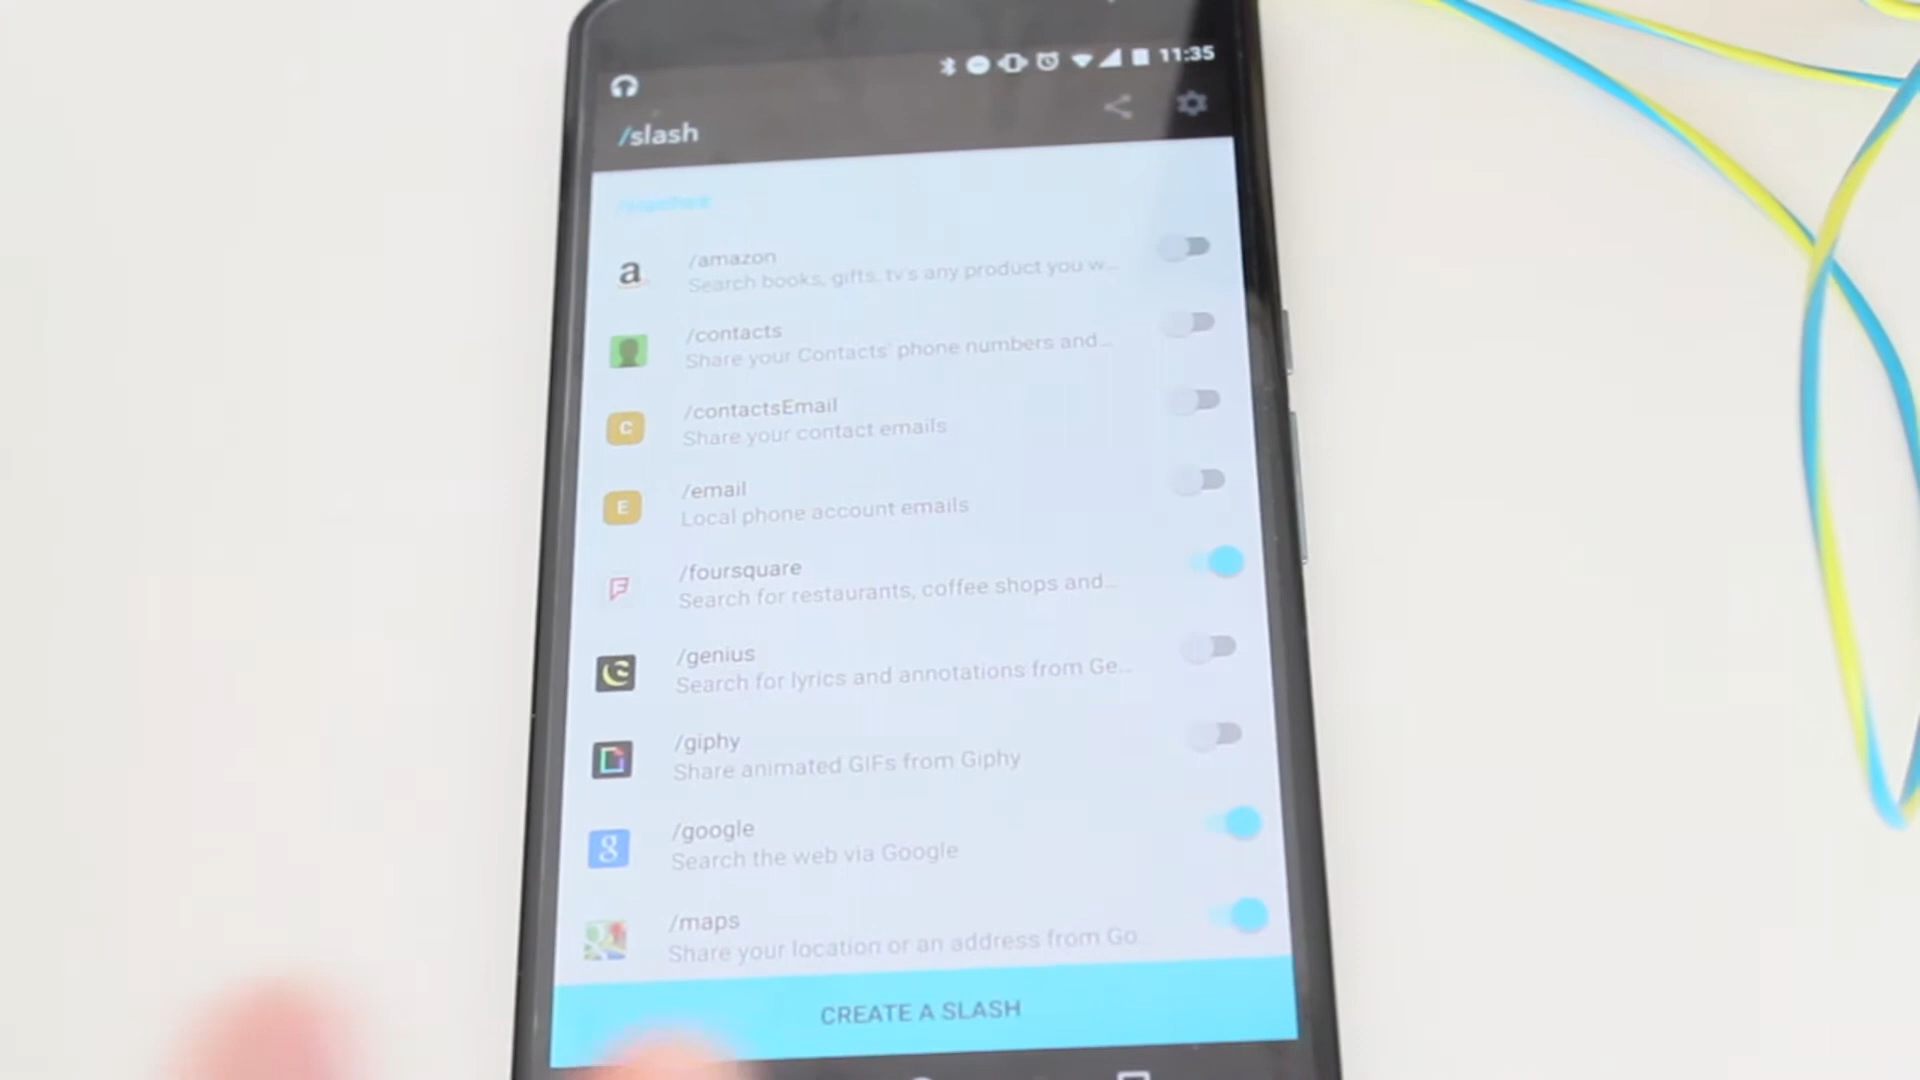 11:35
/slash
/amazon
Search books, gifts, tv's any product you w...
/contacts
Share your Contacts' phone numbers and...
C
/contactsEmail
Share your contact emails
E
/email
Local phone account emails
/foursquare
Search for restaurants, coffee shops and...
/genius
Search for lyrics and annotations from Ge...
/giphy
Share animated GIFs from Giphy
/google
Search the web via Google
/maps
Share your location or an address from Go
CREATE A SLASH